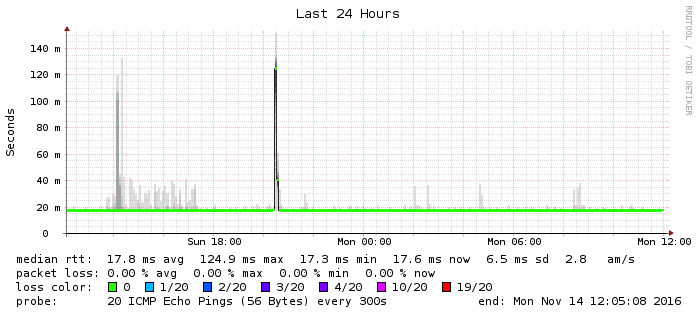 Last 24 Hours
RRDTOOL / TOBI OETIKER
Seconds
140 m
120 m
100 m
80 m
60 m
40 m
20 m
0
Sun 18:00 Mon 00:00 Mon 06:00 Mon 12:00
median rtt: 17.8 ms avg 124.9 ms max 17.3 ms min 17.6 ms now 6.5 ms sd 2.8 am/s
packet loss: 0.00 % avg 0.00 % max 0.00 % min 0.00 % now
loss color: 0 1/20 2/20 3/20 4/20 10/20 19/20
probe: 20 ICMP Echo Pings (56 Bytes) every 300s end: Mon Nov 14 12:05:08 2016